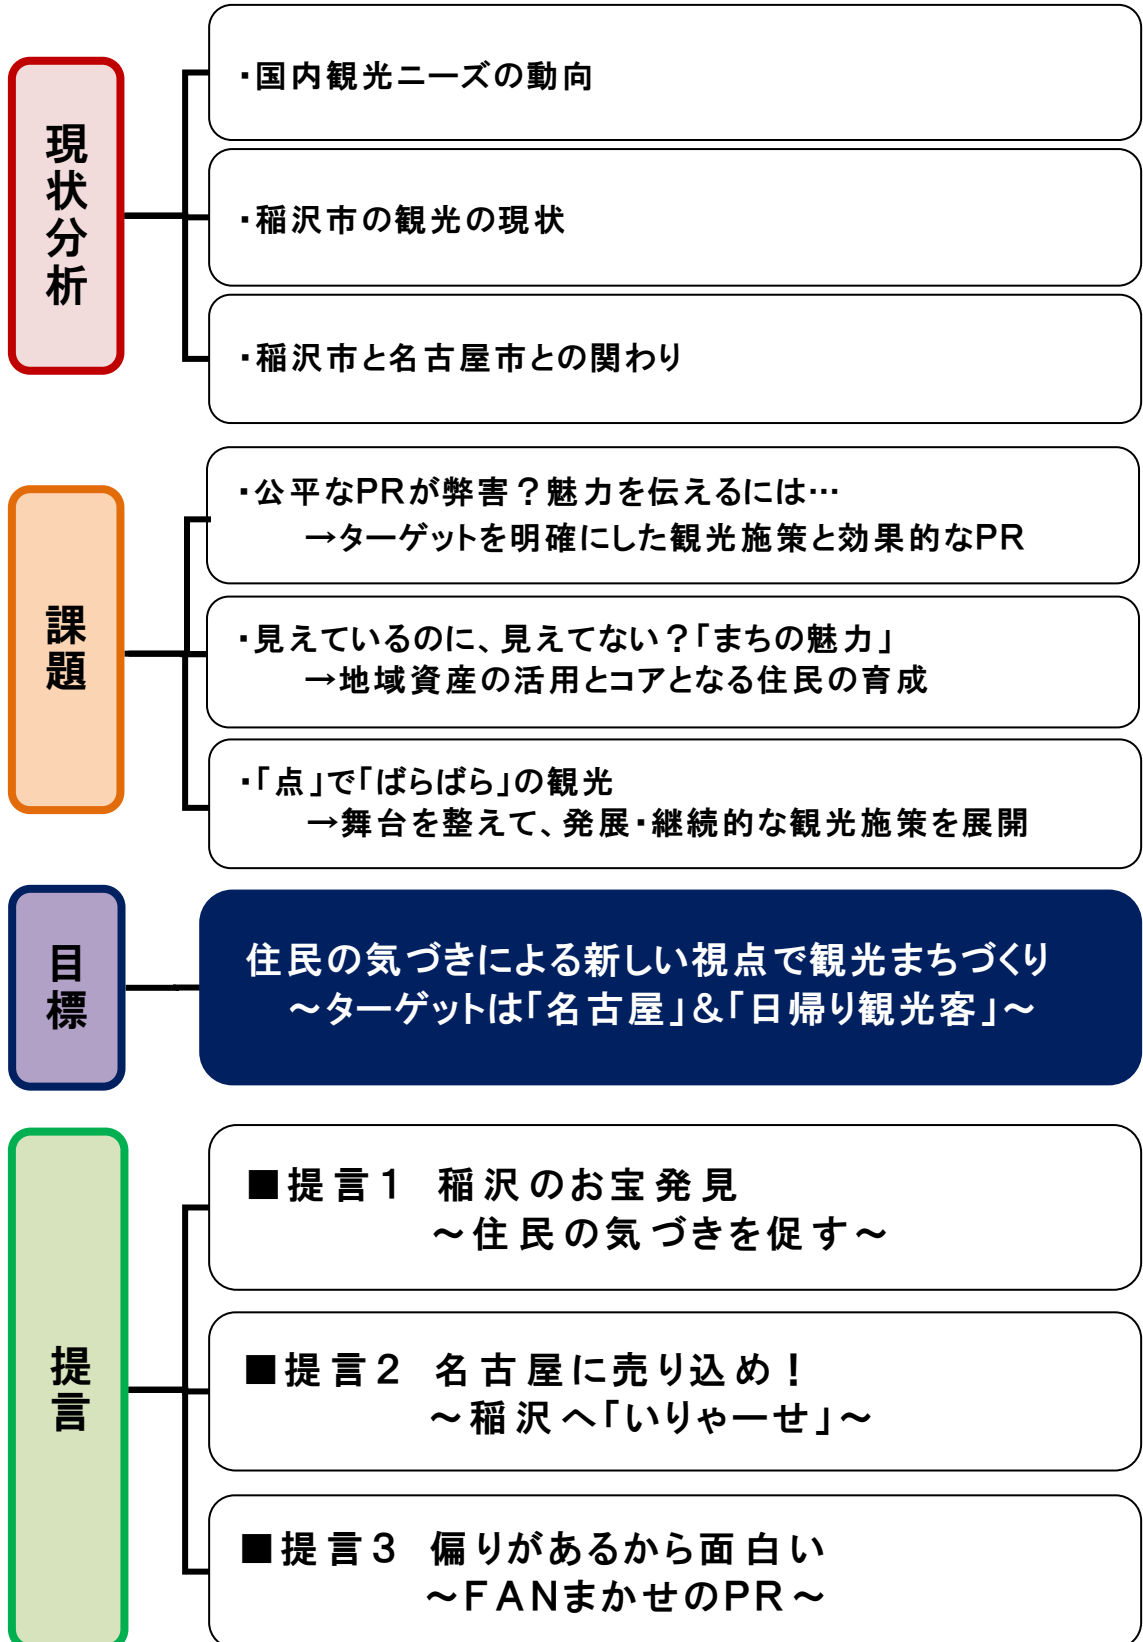 現状分析
・国内観光ニーズの動向
・稲沢市の観光の現状
・稲沢市と名古屋市との関わり
課題
・公平なPRが弊害？魅力を伝えるには…
→ターゲットを明確にした観光施策と効果的なPR
・見えているのに、見えてない？「まちの魅力」
→地域資産の活用とコアとなる住民の育成
・「点」で「ばらばら」の観光
→舞台を整えて、発展・継続的な観光施策を展開
目標
住民の気づきによる新しい視点で観光まちづくり
～ターゲットは「名古屋」＆「日帰り観光客」～
提言
■提言１　稲沢のお宝発見
～住民の気づきを促す～
■提言２　名古屋に売り込め！
～稲沢へ「いりゃーせ」～
■提言３　偏りがあるから面白い
～FANまかせのPR～